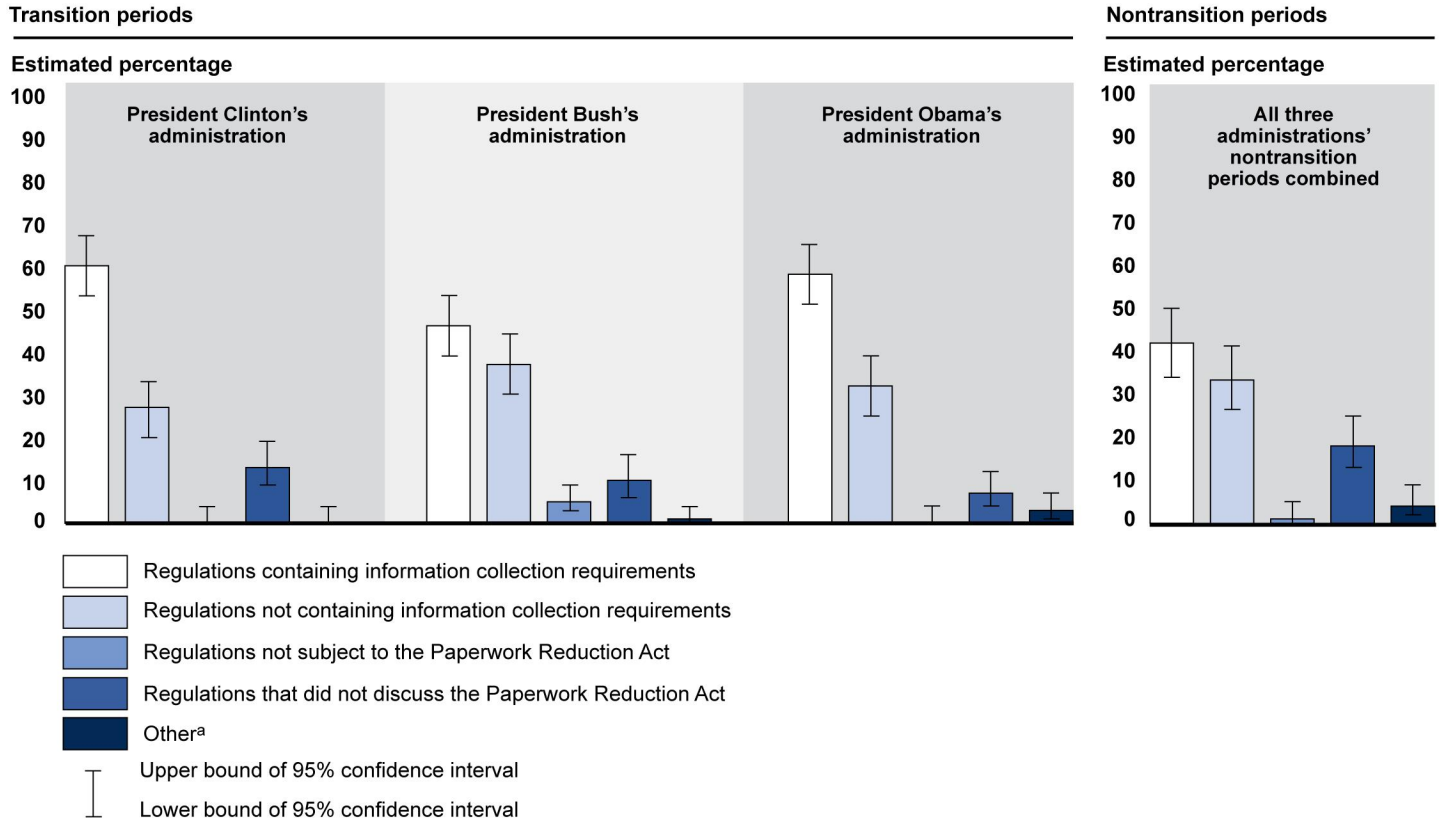 Transition periods
Estimated percentage
100
90
80
70
60
50
40
30
20
10
0
President Clinton’s
administration
President Bush’s
administration
President Obama’s
administration
Nontransition periods
Estimated percentage
100
90
80
70
60
50
40
30
20
10
0
All three
administrations’
nontransition
periods combined
Regulations containing information collection requirements
Regulations not containing information collection requirements
Regulations not subject to the Paperwork Reduction Act
Regulations that did not discuss the Paperwork Reduction Act
Otherᵃ
Upper bound of 95% confidence interval
Lower bound of 95% confidence interval